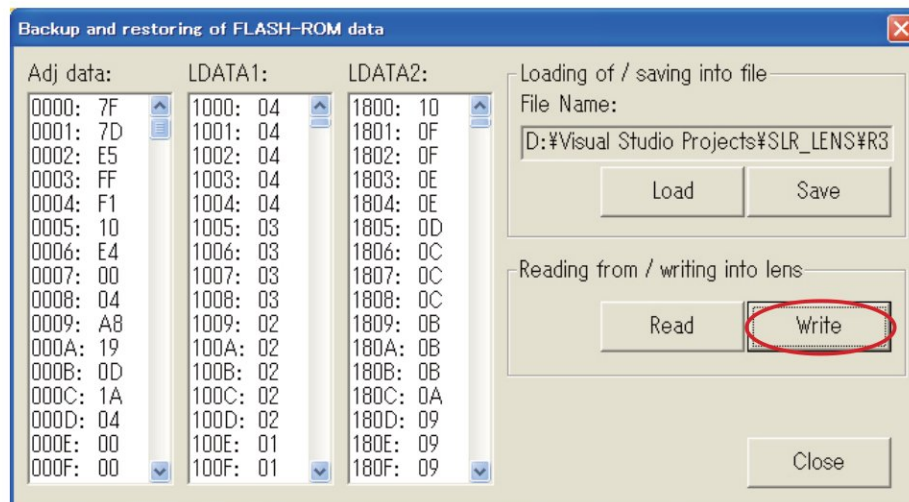 Backup and restoring of FLASH-ROM data
Adj data:
0000: 7F
0001: 7D
0002: E5
0003: FF
0004: F1
0005: 10
0006: E4
0007: 00
0008: 04
0009: A8
000A: 19
000B: 0D
000C: 1A
000D: 04
000E: 00
000F: 00
LDATA1:
1000: 04
1001: 04
1002: 04
1003: 04
1004: 04
1005: 03
1006: 03
1007: 03
1008: 03
1009: 02
100A: 02
100B: 02
100C: 02
100D: 02
100E: 01
100F: 01
LDATA2:
1800: 10
1801: 0F
1802: 0F
1803: 0E
1804: 0E
1805: 0D
1806: 0C
1807: 0C
1808: 0C
1809: 0B
180A: 0B
180B: 0B
180C: 0A
180D: 09
180E: 09
180F: 09
Loading of / saving into file
File Name:
D:¥Visual Studio Projects¥SLR_LENS¥R3
Load
Save
Reading from / writing into lens
Read
Write
Close